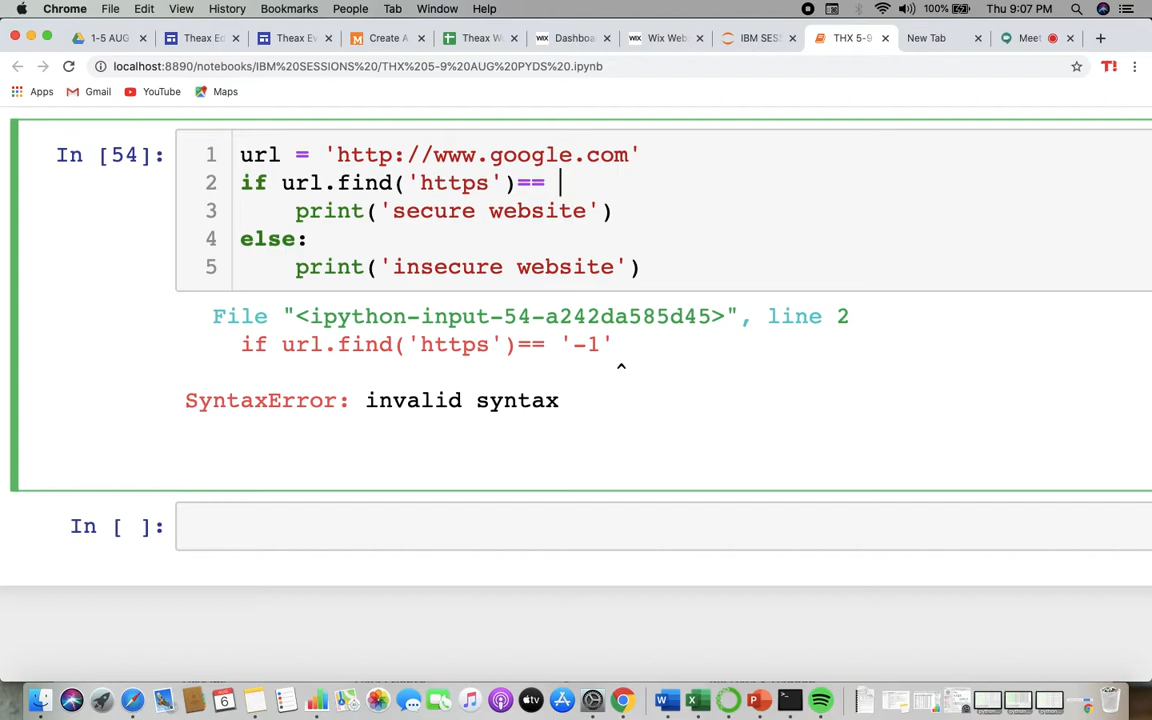 Chrome File Edit View History Bookmarks People Tab Window Help 100% Thu 9:07 PM
1-5 AUG × Theax Ed × Theax Ev × Create A × Theax W × Dashboa × Wix Web × IBM SES × THX 5-9 × New Tab × Meet ×
localhost:8890/notebooks/IBM%20SESSIONS%20/THX%205-9%20AUG%20PYDS%20.ipynb
Apps Gmail YouTube Maps
In [54]: 1 url = 'http://www.google.com'
2 if url.find('https')==
3 print('secure website')
4 else:
5 print('insecure website')
File "<ipython-input-54-a242da585d45>", line 2
if url.find('https')== '-1'
^
SyntaxError: invalid syntax
In [ ]: